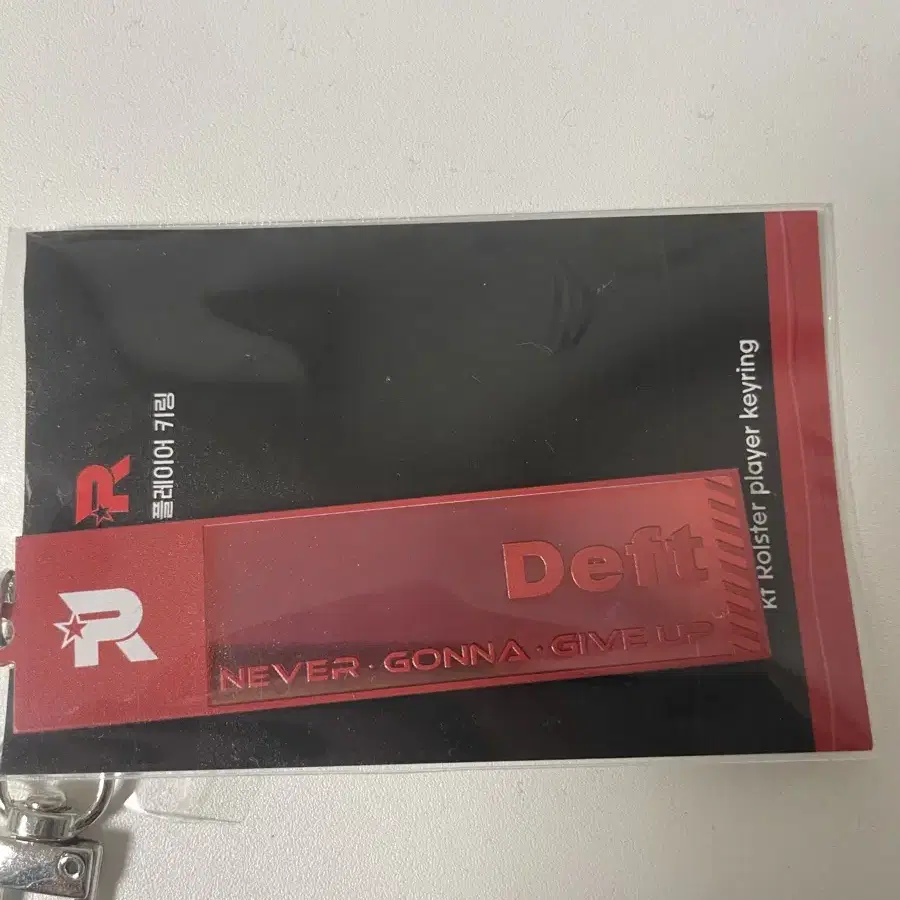 R
플레이어 키링
R
Deft
NEVER · GONNA · GIVE UP
KT Rolster player keyring